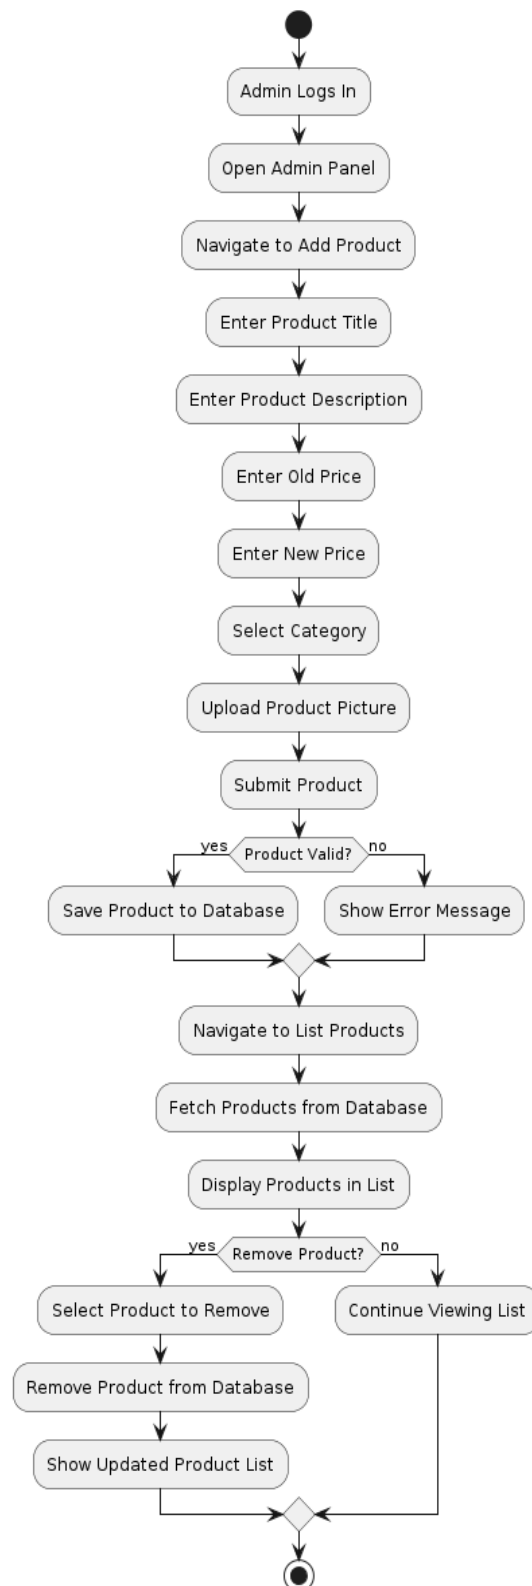 Admin Logs In
Open Admin Panel
Navigate to Add Product
Enter Product Title
Enter Product Description
Enter Old Price
Enter New Price
Select Category
Upload Product Picture
Submit Product
yes
Product Valid?
no
Save Product to Database
Show Error Message
Navigate to List Products
Fetch Products from Database
Display Products in List
yes
Remove Product?
no
Select Product to Remove
Continue Viewing List
Remove Product from Database
Show Updated Product List